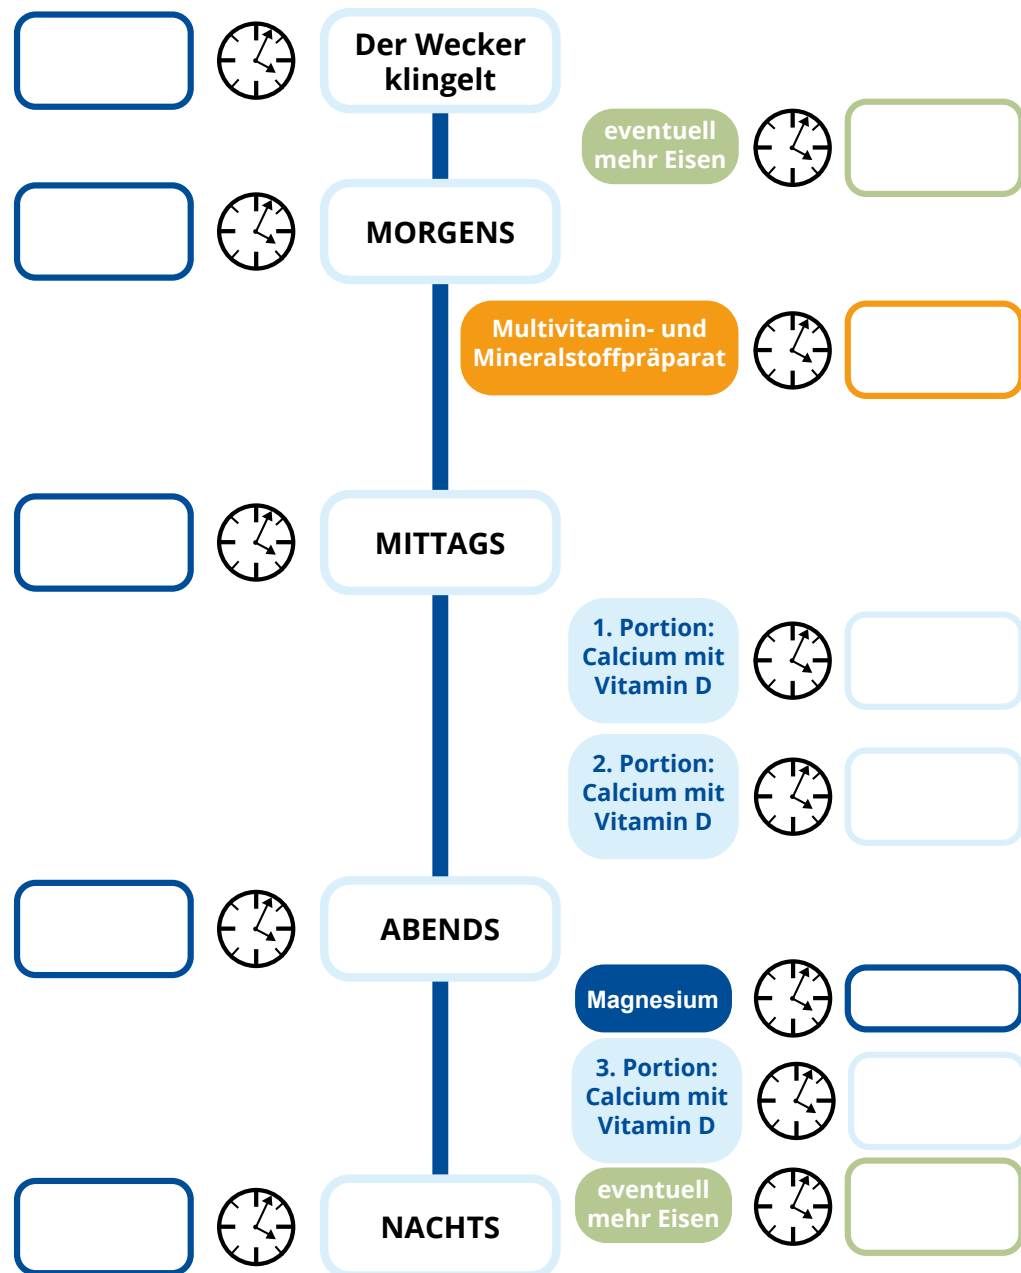 Der Wecker
klingelt
eventuell
mehr Eisen
MORGENS
Multivitamin- und
Mineralstoffpräparat
MITTAGS
1. Portion:
Calcium mit
Vitamin D
2. Portion:
Calcium mit
Vitamin D
ABENDS
Magnesium
3. Portion:
Calcium mit
Vitamin D
eventuell
mehr Eisen
NACHTS